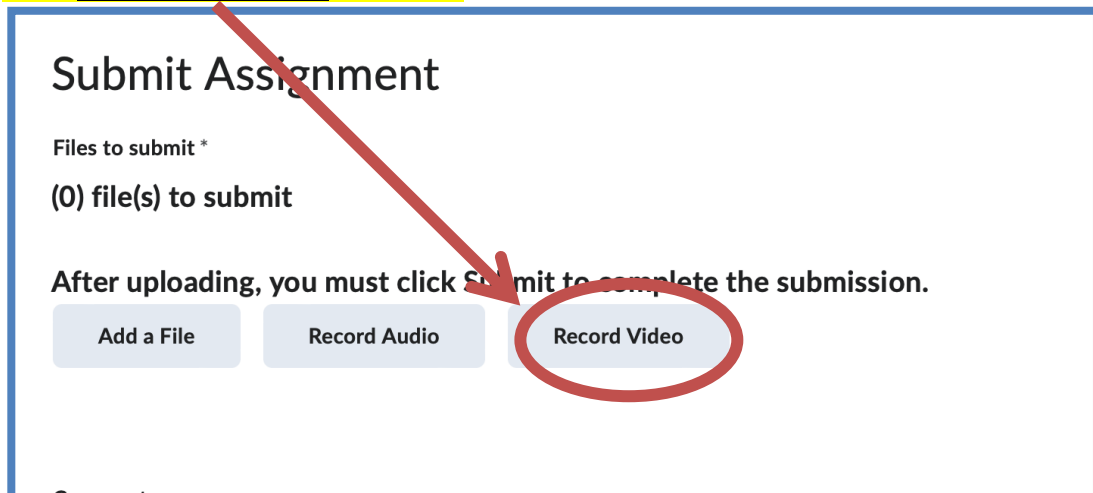 Submit Assignment
Files to submit *
(0) file(s) to submit
After uploading, you must click Submit to complete the submission.
Add a File Record Audio Record Video